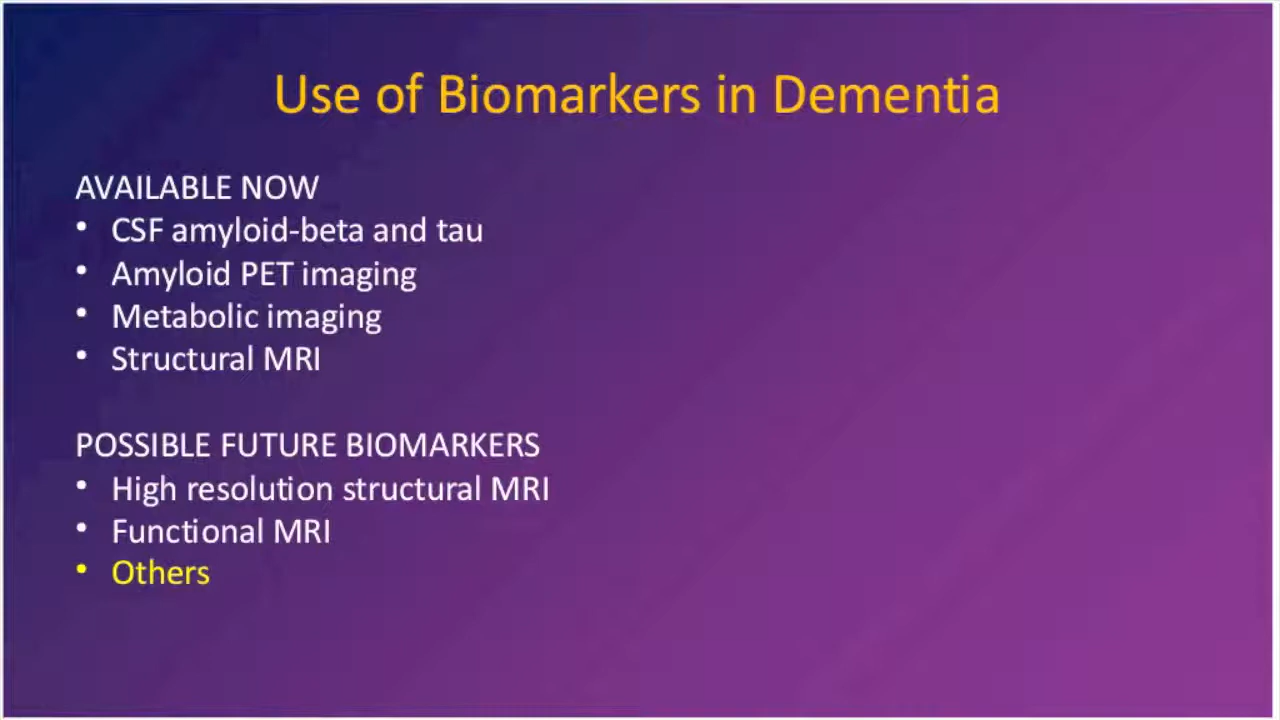 Use of Biomarkers in Dementia
AVAILABLE NOW
• CSF amyloid-beta and tau
• Amyloid PET imaging
• Metabolic imaging
• Structural MRI
POSSIBLE FUTURE BIOMARKERS
• High resolution structural MRI
• Functional MRI
• Others